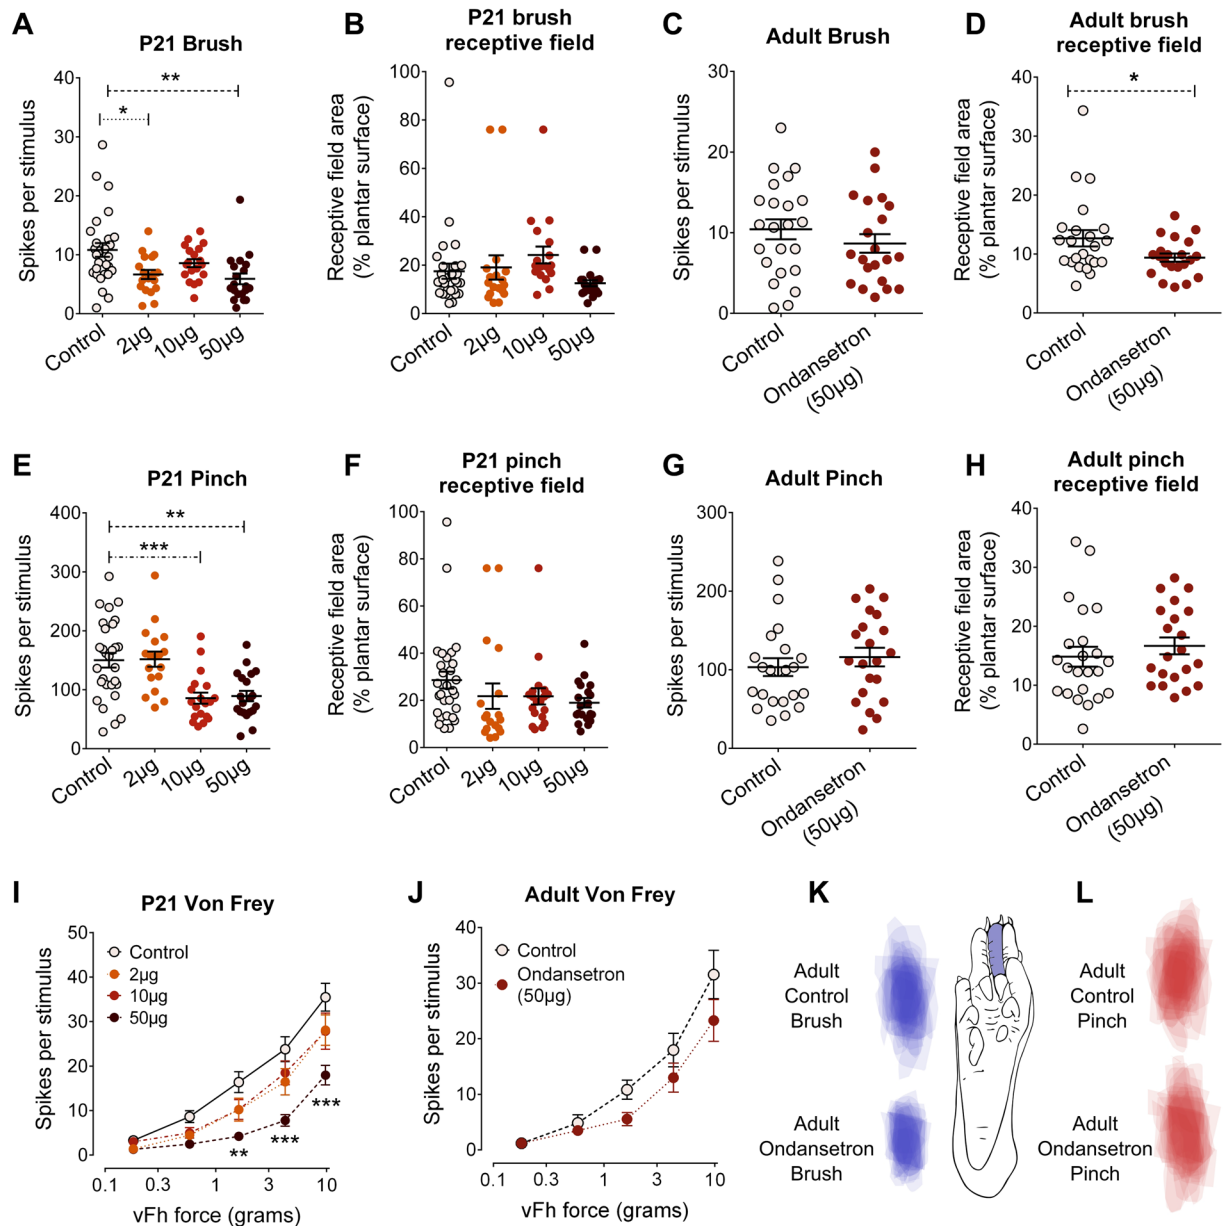 A
P21 Brush
Spikes per stimulus
40
30
20
10
0
**
*
Control
2µg
10µg
50µg
B
P21 brush
receptive field
Receptive field area
(% plantar surface)
100
80
60
40
20
0
Control
2µg
10µg
50µg
C
Adult Brush
Spikes per stimulus
30
20
10
0
Control
Ondansetron
(50µg)
D
Adult brush
receptive field
Receptive field area
(% plantar surface)
40
30
20
10
0
*
Control
Ondansetron
(50µg)
E
P21 Pinch
Spikes per stimulus
400
300
200
100
0
**
***
Control
2µg
10µg
50µg
F
P21 pinch
receptive field
Receptive field area
(% plantar surface)
100
80
60
40
20
0
Control
2µg
10µg
50µg
G
Adult Pinch
Spikes per stimulus
300
200
100
0
Control
Ondansetron
(50µg)
H
Adult pinch
receptive field
Receptive field area
(% plantar surface)
40
30
20
10
0
Control
Ondansetron
(50µg)
I
P21 Von Frey
Spikes per stimulus
50
40
30
20
10
0
Control
2µg
10µg
50µg
**
***
***
0.1
0.3
1
3
10
vFh force (grams)
J
Adult Von Frey
Spikes per stimulus
40
30
20
10
0
Control
Ondansetron
(50µg)
0.1
0.3
1
3
10
vFh force (grams)
K
Adult
Control
Brush
Adult
Ondansetron
Brush
L
Adult
Control
Pinch
Adult
Ondansetron
Pinch